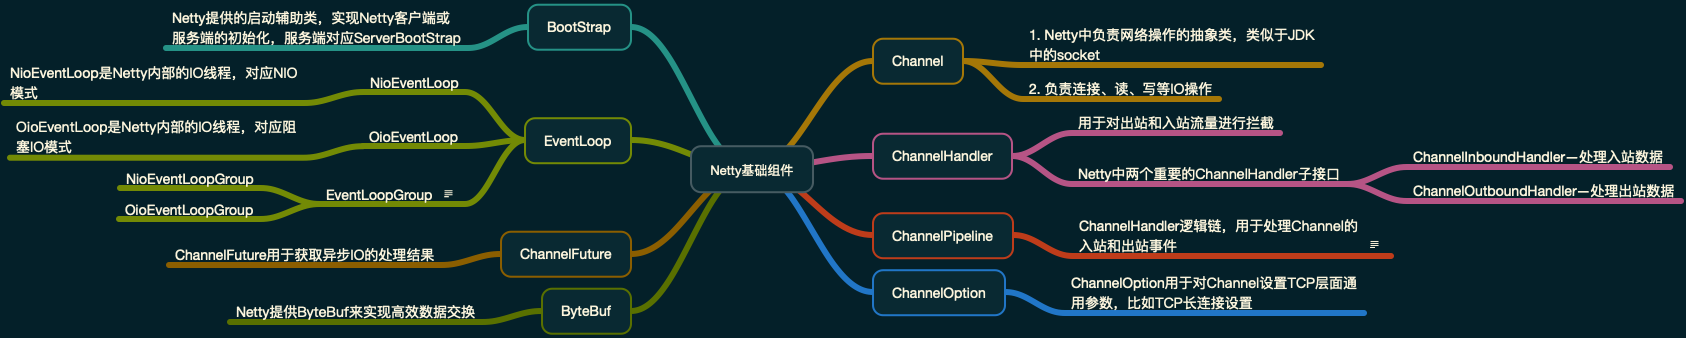 Netty基础组件
BootStrap
Netty提供的启动辅助类，实现Netty客户端或
服务端的初始化，服务端对应ServerBootStrap
EventLoop
NioEventLoop
NioEventLoop是Netty内部的IO线程，对应NIO
模式
OioEventLoop
OioEventLoop是Netty内部的IO线程，对应阻
塞IO模式
EventLoopGroup
NioEventLoopGroup
OioEventLoopGroup
ChannelFuture
ChannelFuture用于获取异步IO的处理结果
ByteBuf
Netty提供ByteBuf来实现高效数据交换
Channel
1. Netty中负责网络操作的抽象类，类似于JDK
中的socket
2. 负责连接、读、写等IO操作
ChannelHandler
用于对出站和入站流量进行拦截
Netty中两个重要的ChannelHandler子接口
ChannelInboundHandler—处理入站数据
ChannelOutboundHandler—处理出站数据
ChannelPipeline
ChannelHandler逻辑链，用于处理Channel的
入站和出站事件
ChannelOption
ChannelOption用于对Channel设置TCP层面通
用参数，比如TCP长连接设置